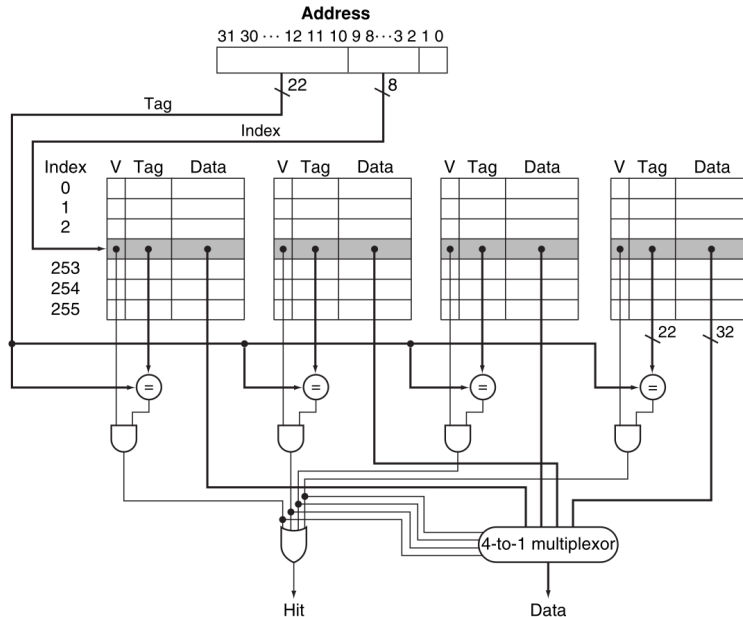 Address
31 30 ··· 12 11 10 9 8···3 2 1 0
22
8
Tag
Index
Index V Tag Data V Tag Data V Tag Data V Tag Data
0
1
2
253
254
255
22
32
= = = =
4-to-1 multiplexor
Hit
Data